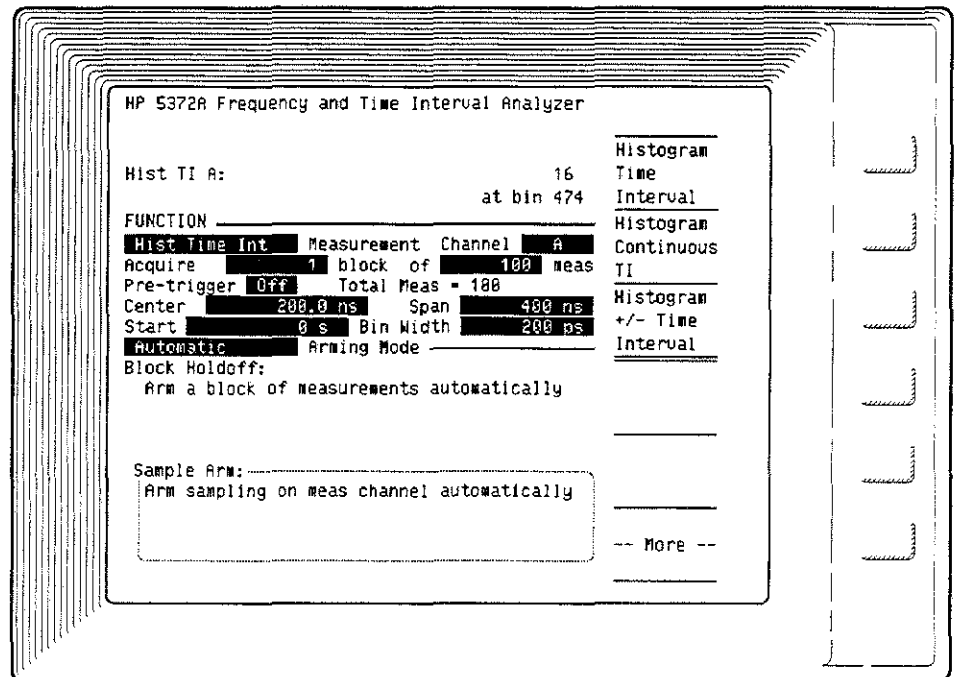 HP 5372A Frequency and Time Interval Analyzer
Hist TI A: 16
at bin 474
FUNCTION
Hist Time Int Measurement Channel A
Acquire 1 block of 100 meas
Pre-trigger Off Total Meas = 100
Center 200.0 ns Span 400 ns
Start 0 s Bin Width 200 ps
Automatic Arming Mode
Block Holdoff:
Arm a block of measurements automatically
Sample Arm:
Arm sampling on meas channel automatically
Histogram
Time
Interval
Histogram
Continuous
TI
Histogram
+/- Time
Interval
-- More --